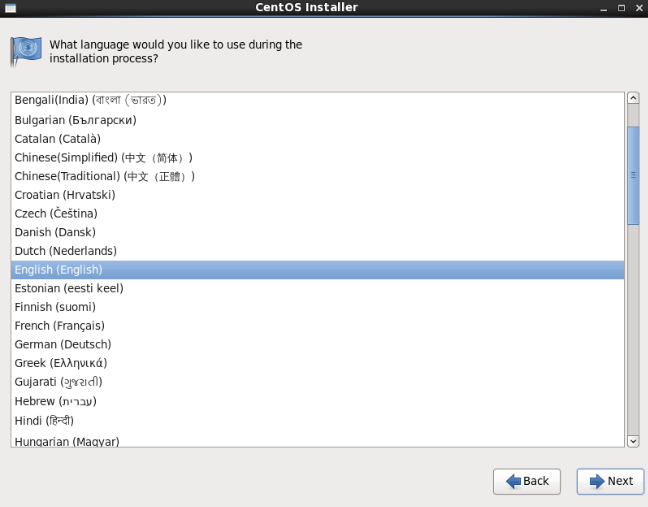 CentOS Installer
What language would you like to use during the
installation process?
Bengali(India) (বাংলা (ভারত))
Bulgarian (Български)
Catalan (Català)
Chinese(Simplified) (中文（简体）)
Chinese(Traditional) (中文（正體）)
Croatian (Hrvatski)
Czech (Čeština)
Danish (Dansk)
Dutch (Nederlands)
English (English)
Estonian (eesti keel)
Finnish (suomi)
French (Français)
German (Deutsch)
Greek (Ελληνικά)
Gujarati (ગુજરાતી)
Hebrew (עברית)
Hindi (हिन्दी)
Hungarian (Magyar)
Back
Next